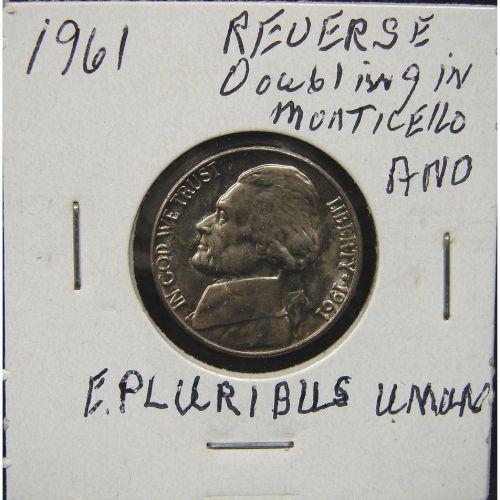 1961 REVERSE
Doubling in
MONTICEllO
AND
IN GOD WE TRUST
LIBERTY ★ 1961
E. PLURIBUS UNUM